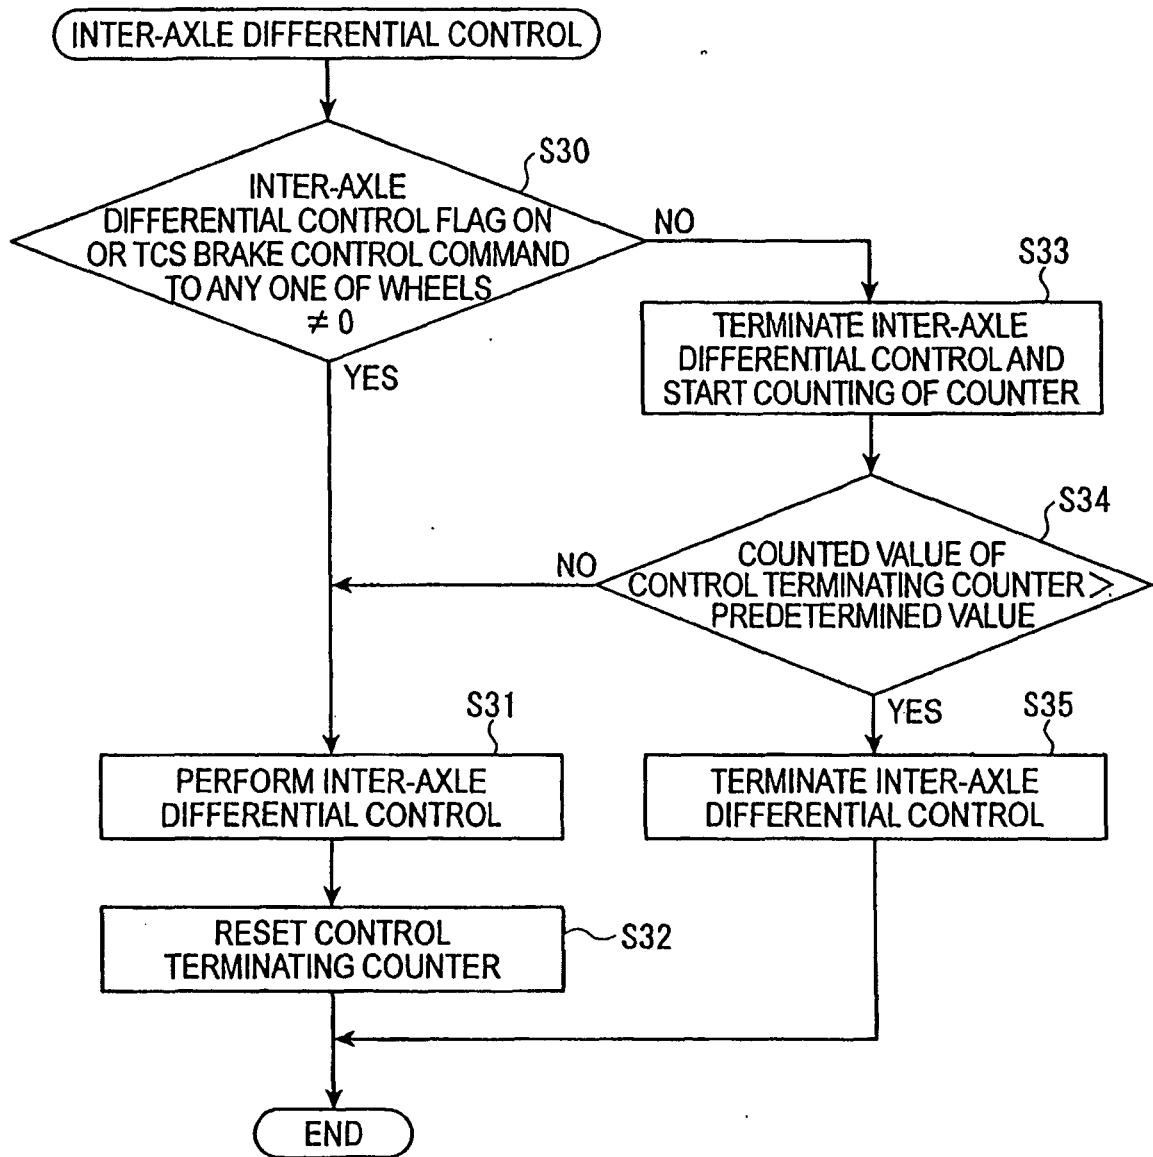 INTER-AXLE DIFFERENTIAL CONTROL
S30
INTER-AXLE
DIFFERENTIAL CONTROL FLAG ON
OR TCS BRAKE CONTROL COMMAND
TO ANY ONE OF WHEELS
≠ 0
NO
YES
S33
TERMINATE INTER-AXLE
DIFFERENTIAL CONTROL AND
START COUNTING OF COUNTER
S34
COUNTED VALUE OF
CONTROL TERMINATING COUNTER >
PREDETERMINED VALUE
NO
YES
S31
PERFORM INTER-AXLE
DIFFERENTIAL CONTROL
S35
TERMINATE INTER-AXLE
DIFFERENTIAL CONTROL
RESET CONTROL
TERMINATING COUNTER
S32
END